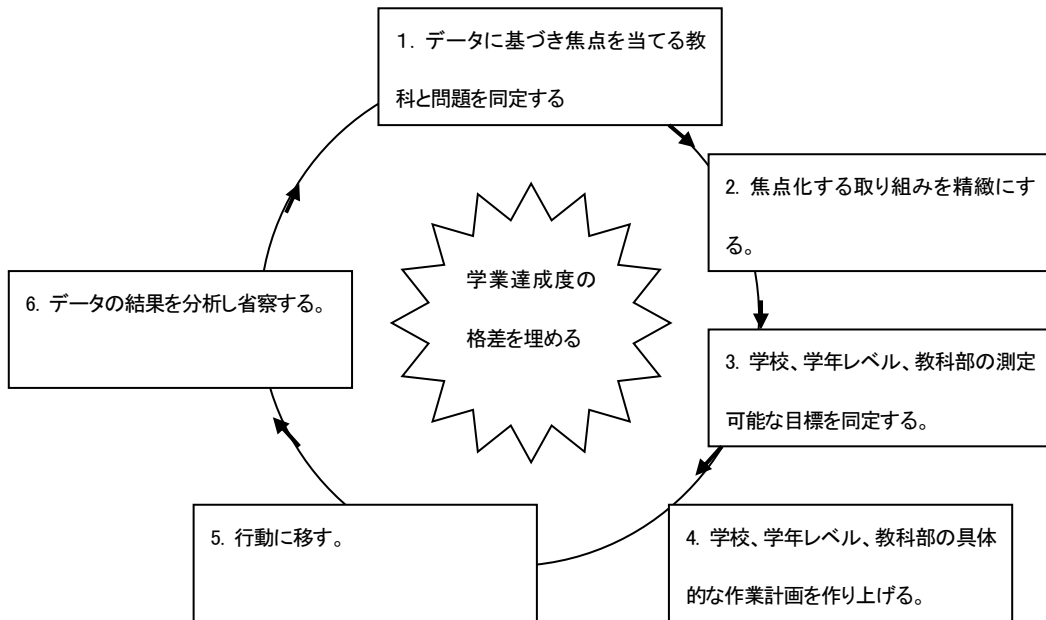 1. データに基づき焦点を当てる教
科と問題を同定する
2. 焦点化する取り組みを精緻にす
る。
学業達成度の
格差を埋める
6. データの結果を分析し省察する。
3. 学校、学年レベル、教科部の測定
可能な目標を同定する。
5. 行動に移す。
4. 学校、学年レベル、教科部の具体
的な作業計画を作り上げる。